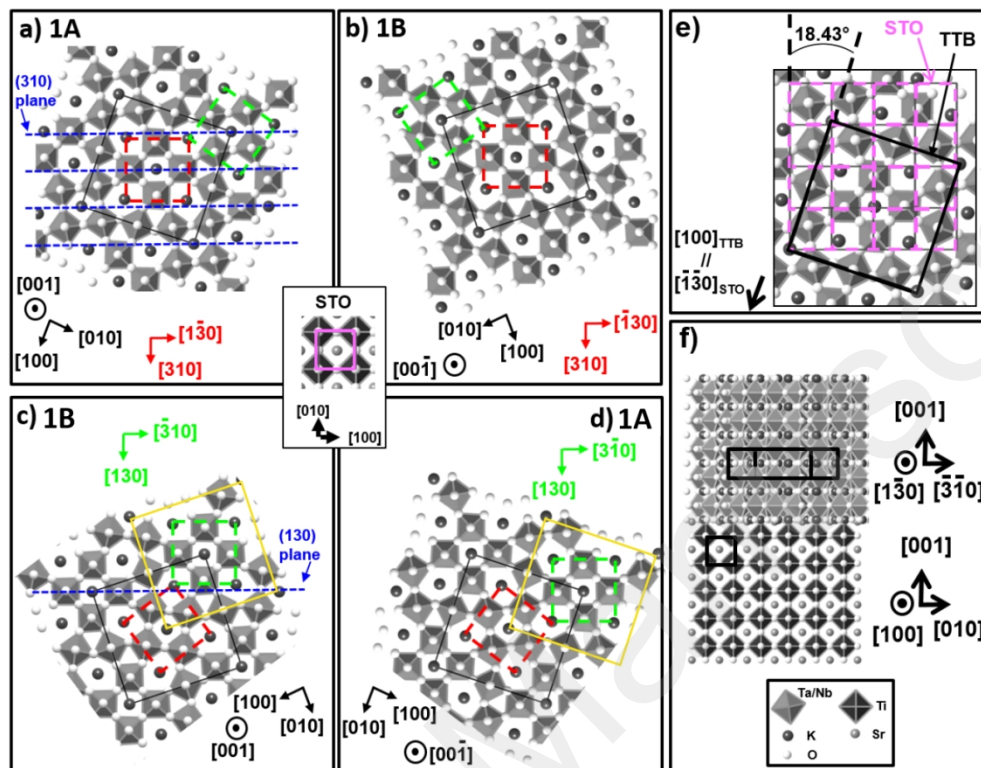 a) 1A
(310)
plane
[001]
[100]
[010]
[11̄30]
[310]
b) 1B
[010]
[100]
[001̄]
[1̄30]
[310]
STO
[010]
[100]
c) 1B
[3̄10]
[130]
(130)
plane
[100]
[010]
[001]
d) 1A
[31̄0]
[130]
[100]
[010]
[001̄]
e)
18.43°
STO
TTB
[100]TTB
//
[1̄3̄0]STO
f)
[001]
[13̄0]
[3̄1̄0]
[001]
[100]
[010]
Ta/Nb
Ti
K
Sr
O